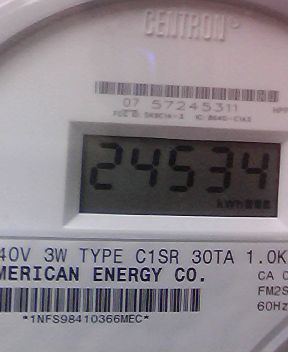 CENTRON
07 57245311
24534
kWh
40V 3W TYPE C1SR 30TA 1.0K
MERICAN ENERGY CO.
CA
FM2S
60Hz
*1NFS98410366MEC*